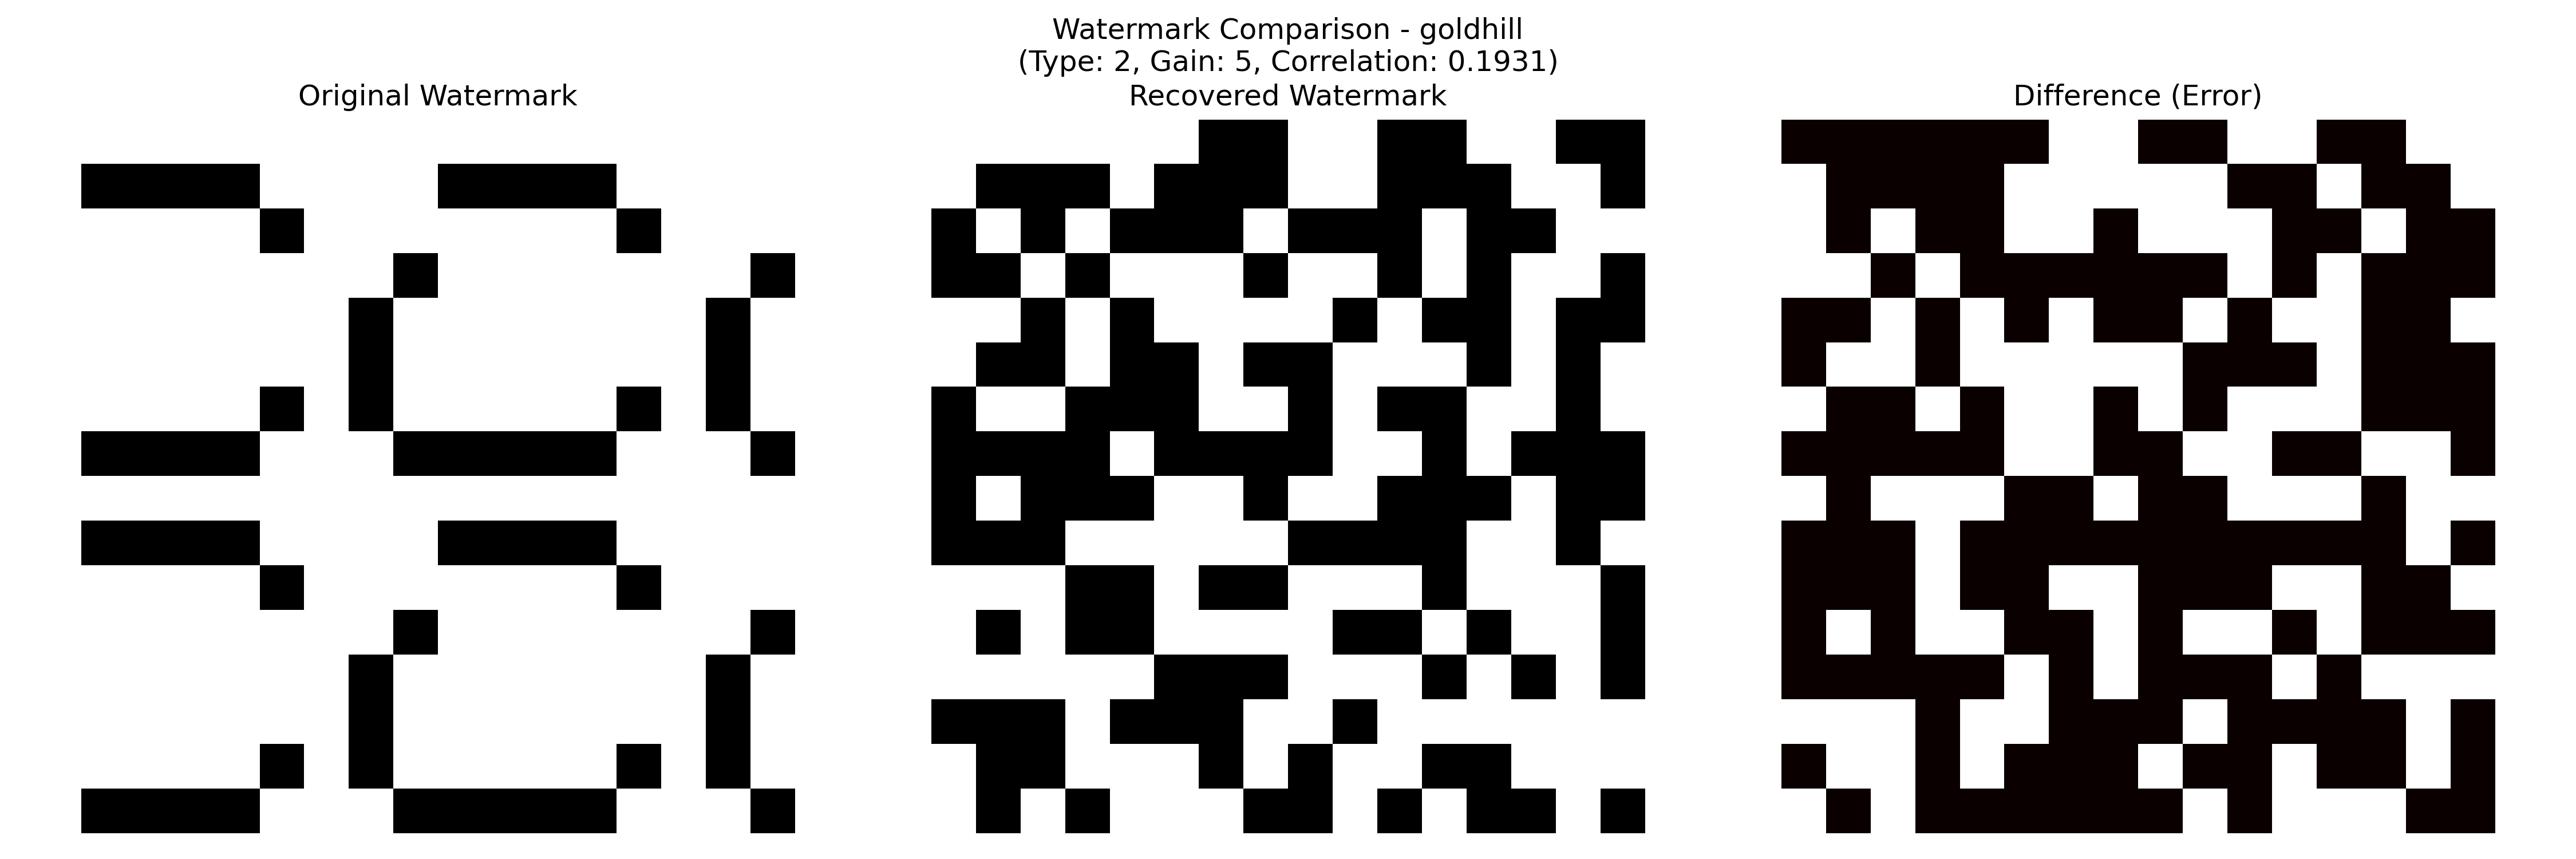 Watermark Comparison - goldhill
(Type: 2, Gain: 5, Correlation: 0.1931)
Original Watermark
Recovered Watermark
Difference (Error)